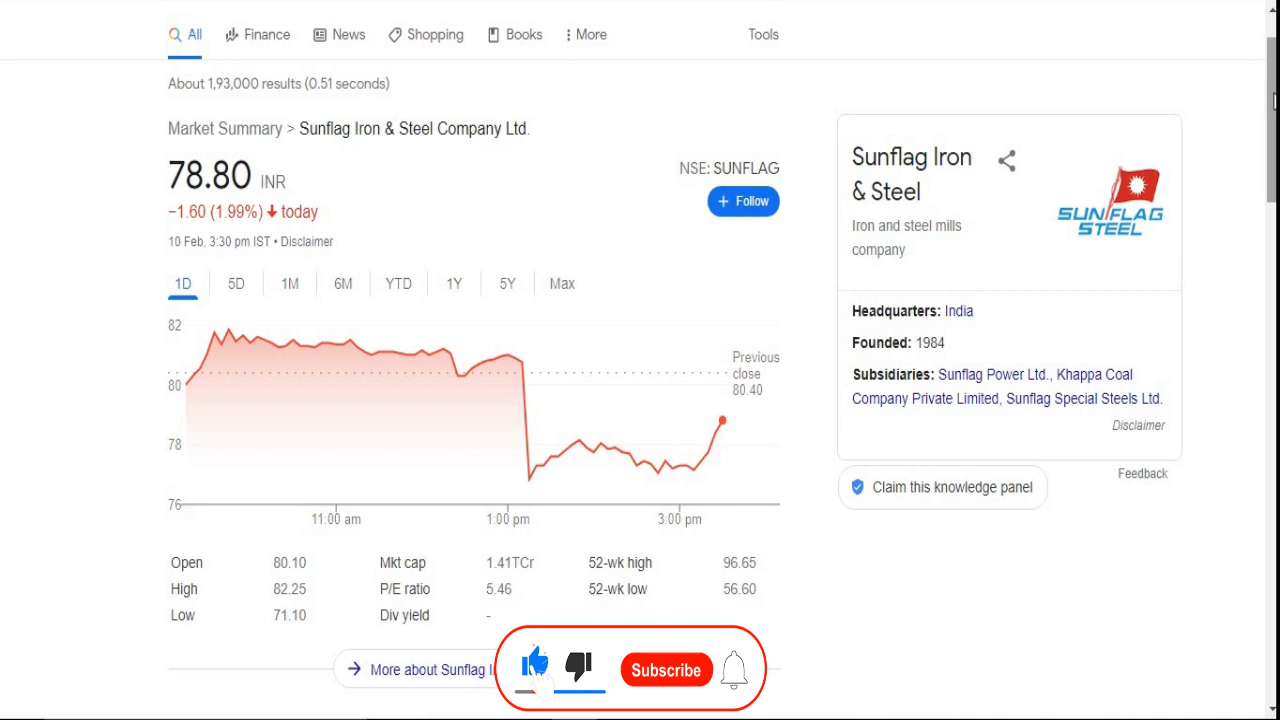 All Finance News Shopping Books More Tools
About 1,93,000 results (0.51 seconds)
Market Summary > Sunflag Iron & Steel Company Ltd.
78.80 INR
NSE: SUNFLAG
+ Follow
−1.60 (1.99%) today
10 Feb, 3:30 pm IST • Disclaimer
1D 5D 1M 6M YTD 1Y 5Y Max
82
80
78
76
Previous
close
80.40
11:00 am 1:00 pm 3:00 pm
Open 80.10 Mkt cap 1.41TCr 52-wk high 96.65
High 82.25 P/E ratio 5.46 52-wk low 56.60
Low 71.10 Div yield -
More about Sunflag
Sunflag Iron
& Steel
Iron and steel mills
company
SUNFLAG
STEEL
Headquarters: India
Founded: 1984
Subsidiaries: Sunflag Power Ltd., Khappa Coal
Company Private Limited, Sunflag Special Steels Ltd.
Disclaimer
Claim this knowledge panel
Feedback
Subscribe